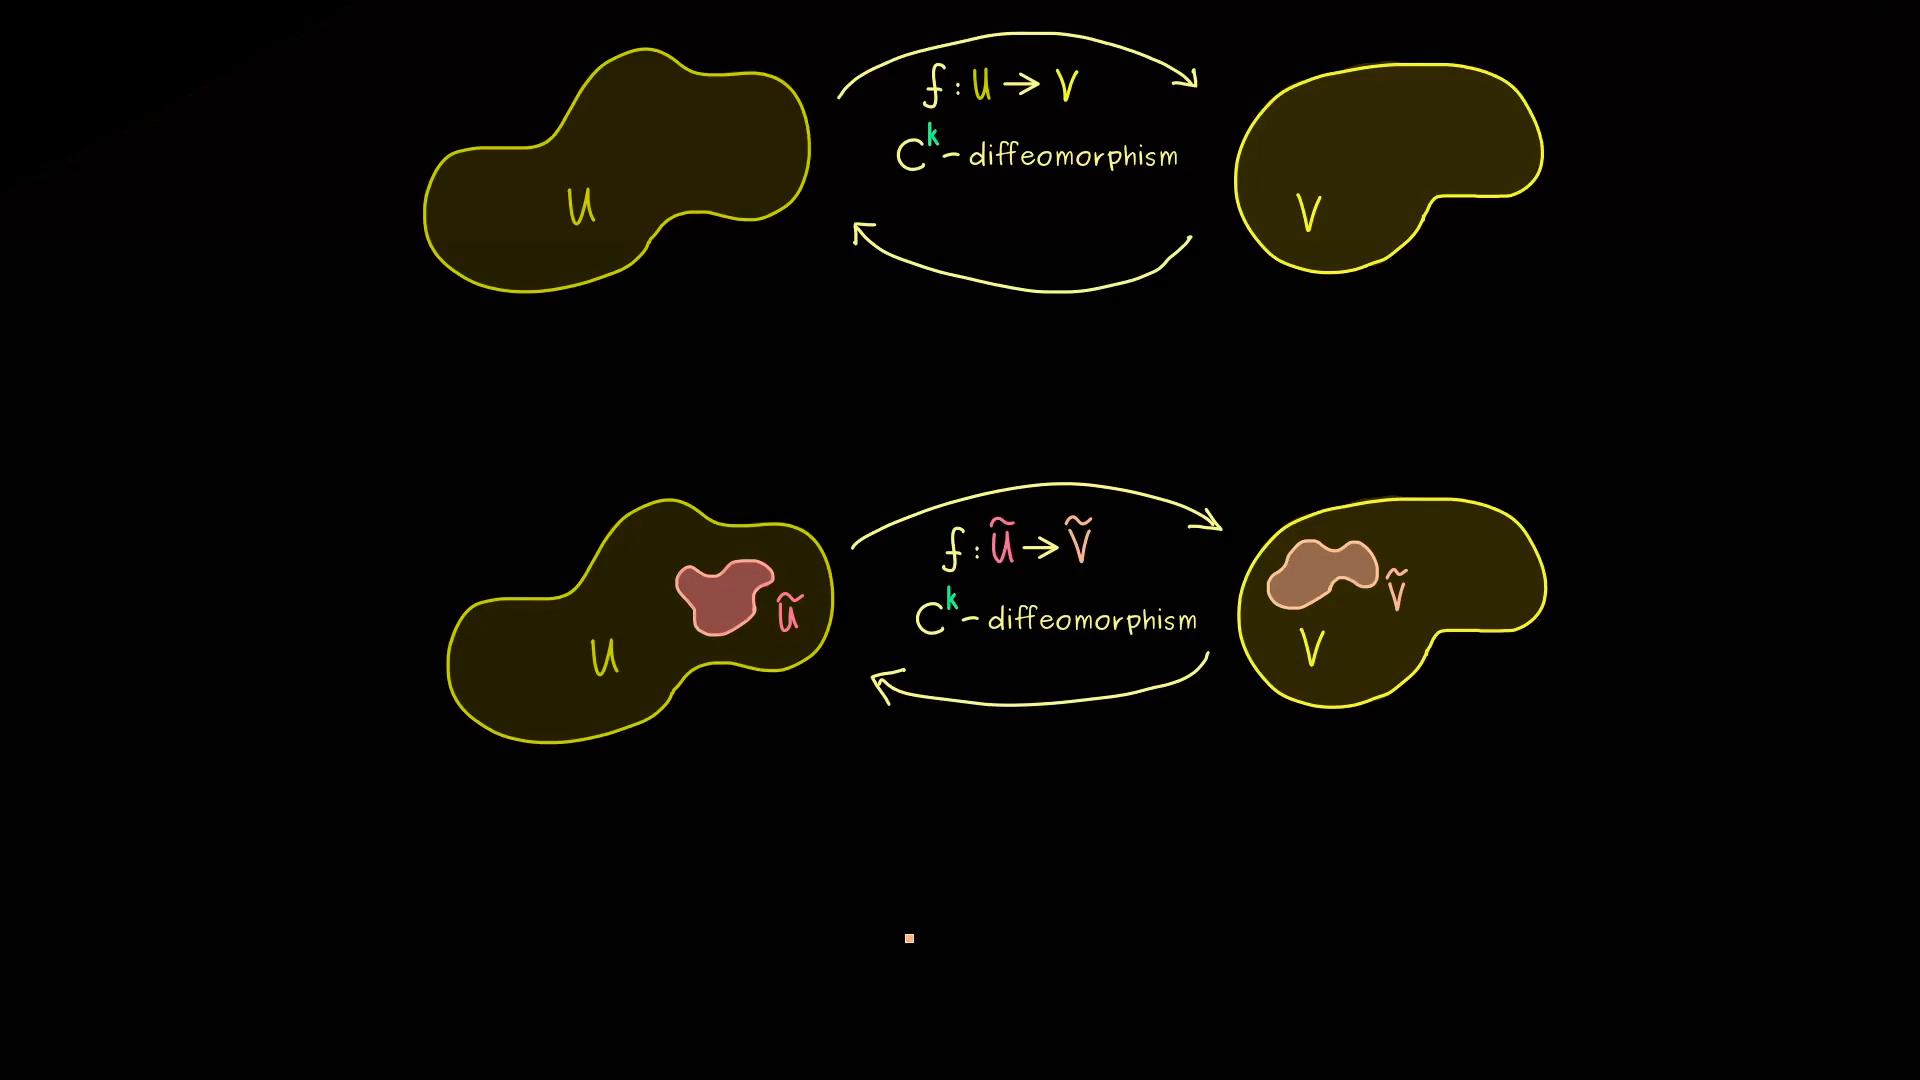 f : U → V
C^k - diffeomorphism
U
V
f : Ũ → Ṽ
C^k - diffeomorphism
Ũ
Ṽ
U
V